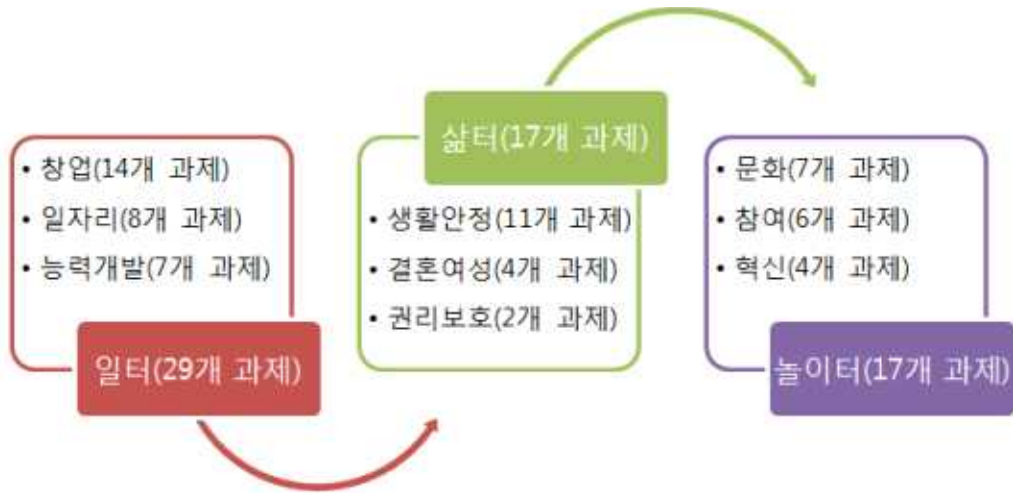 • 창업(14개 과제)
• 일자리(8개 과제)
• 능력개발(7개 과제)
일터(29개 과제)
삶터(17개 과제)
• 생활안정(11개 과제)
• 결혼여성(4개 과제)
• 권리보호(2개 과제)
• 문화(7개 과제)
• 참여(6개 과제)
• 혁신(4개 과제)
놀이터(17개 과제)